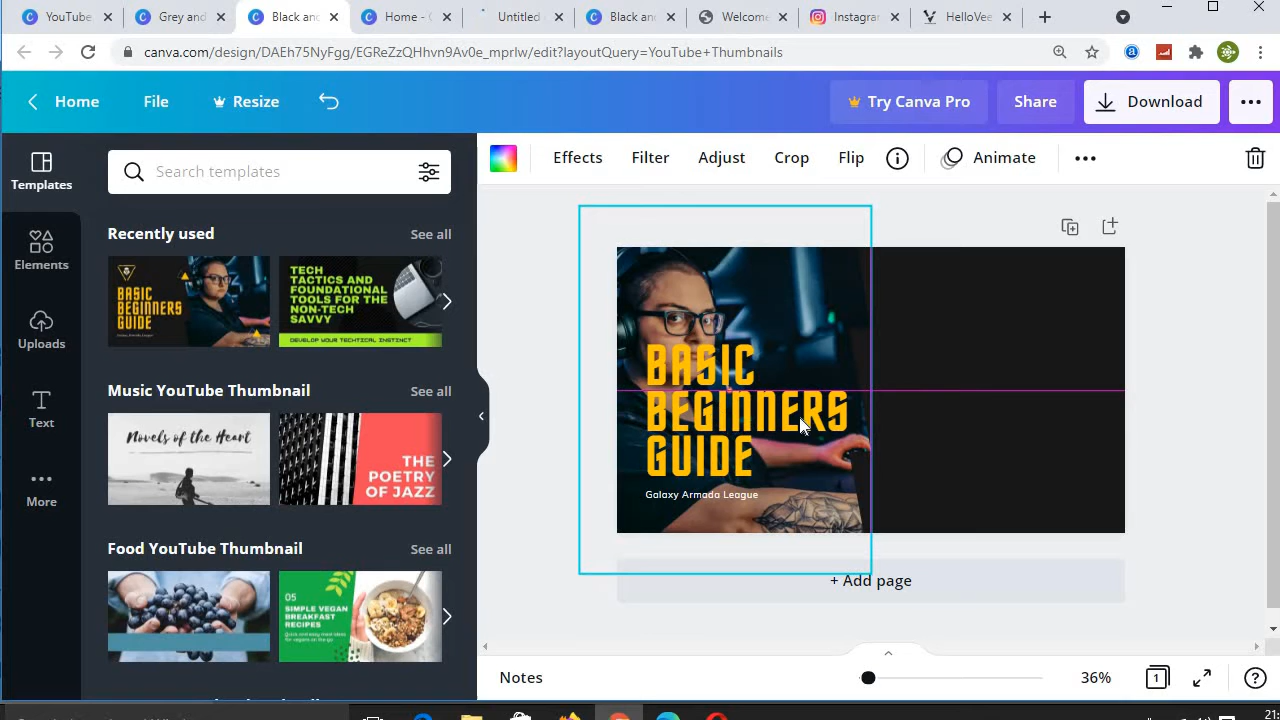 YouTube
Grey and
Black and
Home - C
Untitled
Black and
Welcome
Instagra
HelloVee
canva.com/design/DAEh75NyFgg/EGReZzQHhvn9Av0e_mprlw/edit?layoutQuery=YouTube+Thumbnails
Home
File
Resize
Try Canva Pro
Share
Download
Templates
Elements
Uploads
Text
More
Search templates
Effects
Filter
Adjust
Crop
Flip
Animate
Recently used
See all
BASIC
BEGINNERS
GUIDE
TECH
TACTICS AND
FOUNDATIONAL
TOOLS FOR THE
NON-TECH
SAVVY
DEVELOP YOUR TECHTICAL INSTINCT
Music YouTube Thumbnail
See all
Novels of the Heart
THE
POETRY
OF JAZZ
Food YouTube Thumbnail
See all
05
SIMPLE VEGAN
BREAKFAST
RECIPES
BASIC
BEGINNERS
GUIDE
Galaxy Armada League
+ Add page
Notes
36%
1
21: